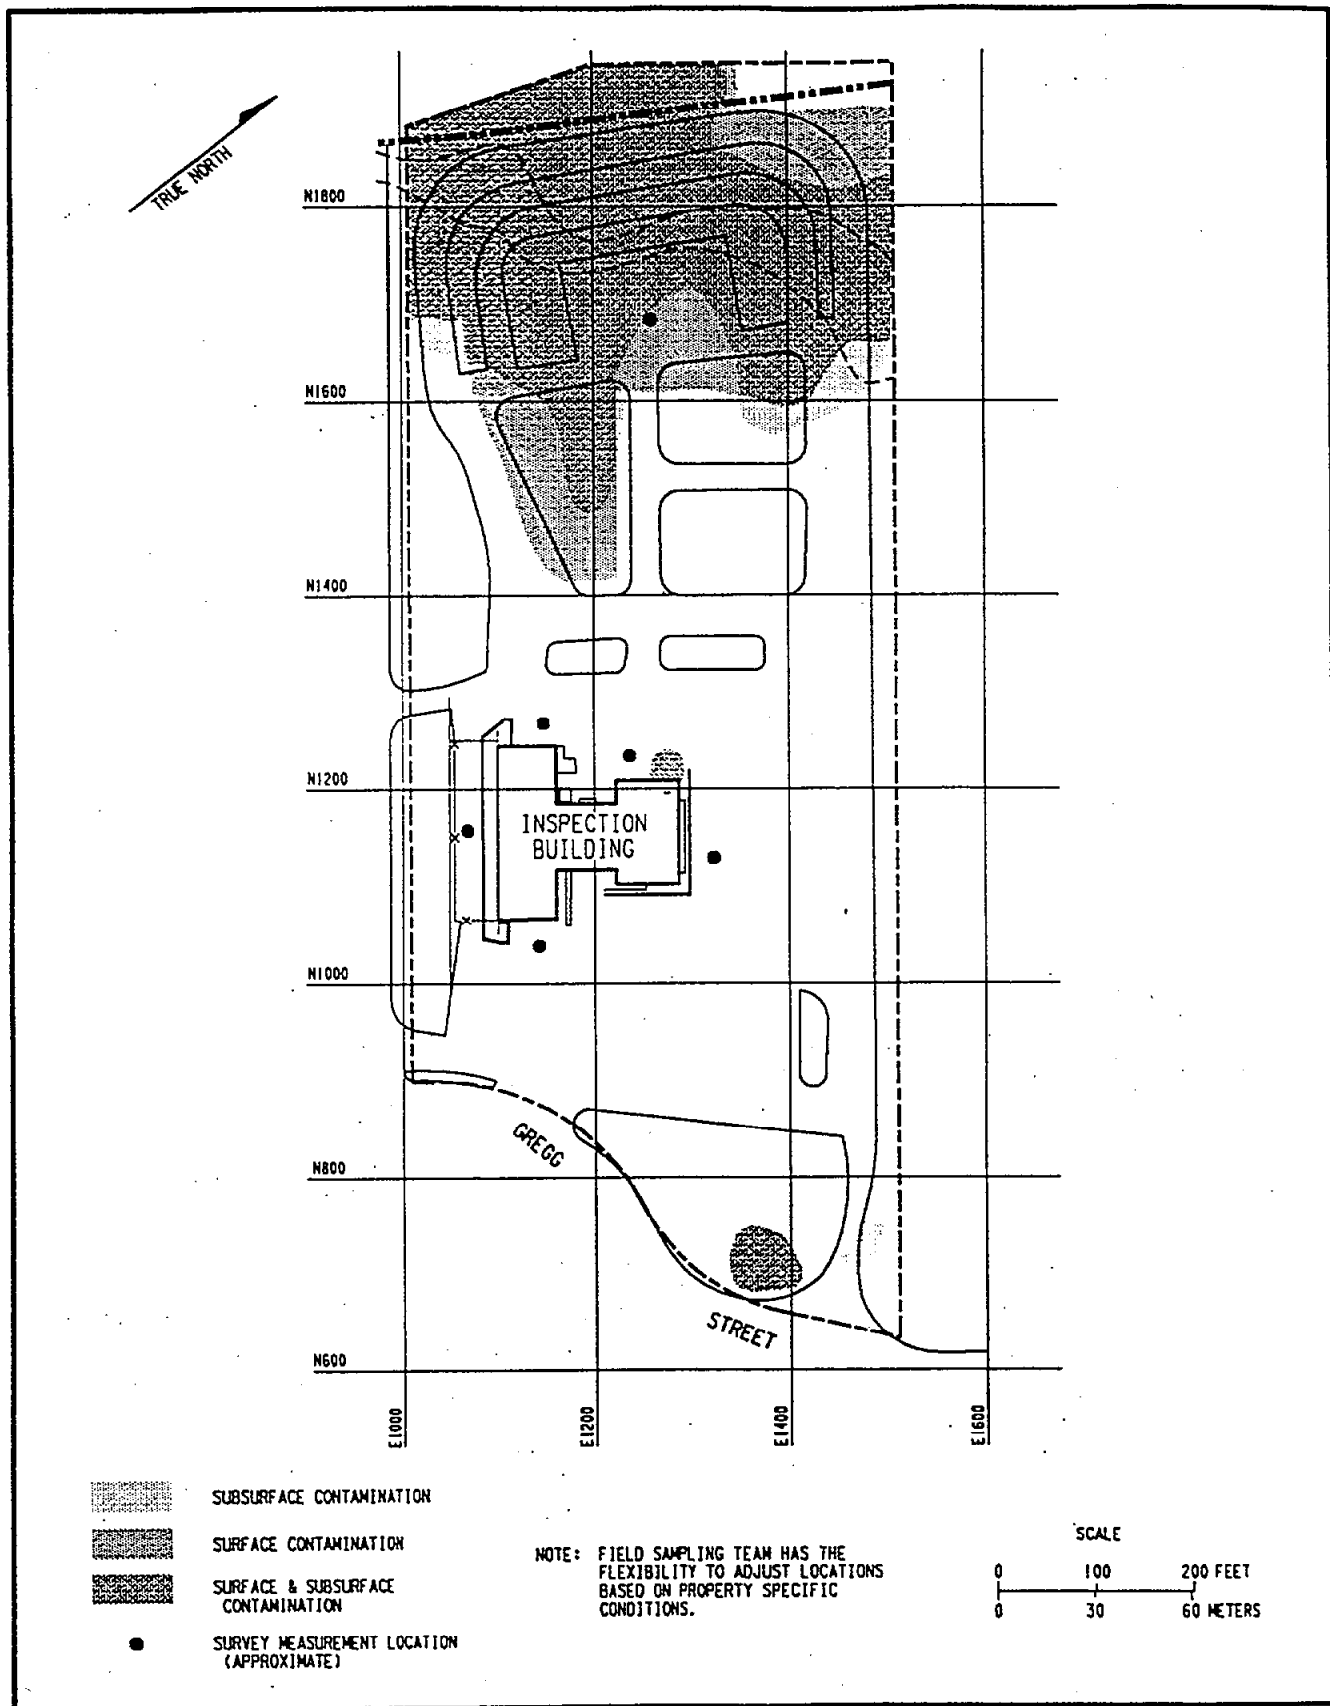 TRUE NORTH
N1800
N1600
N1400
N1200
INSPECTION
BUILDING
N1000
GREGG
N800
STREET
N600
E1000
E1200
E1400
E1600
SUBSURFACE CONTAMINATION
SURFACE CONTAMINATION
SURFACE & SUBSURFACE
CONTAMINATION
SURVEY MEASUREMENT LOCATION
(APPROXIMATE)
NOTE: FIELD SAMPLING TEAM HAS THE
FLEXIBILITY TO ADJUST LOCATIONS
BASED ON PROPERTY SPECIFIC
CONDITIONS.
SCALE
0 100 200 FEET
0 30 60 METERS